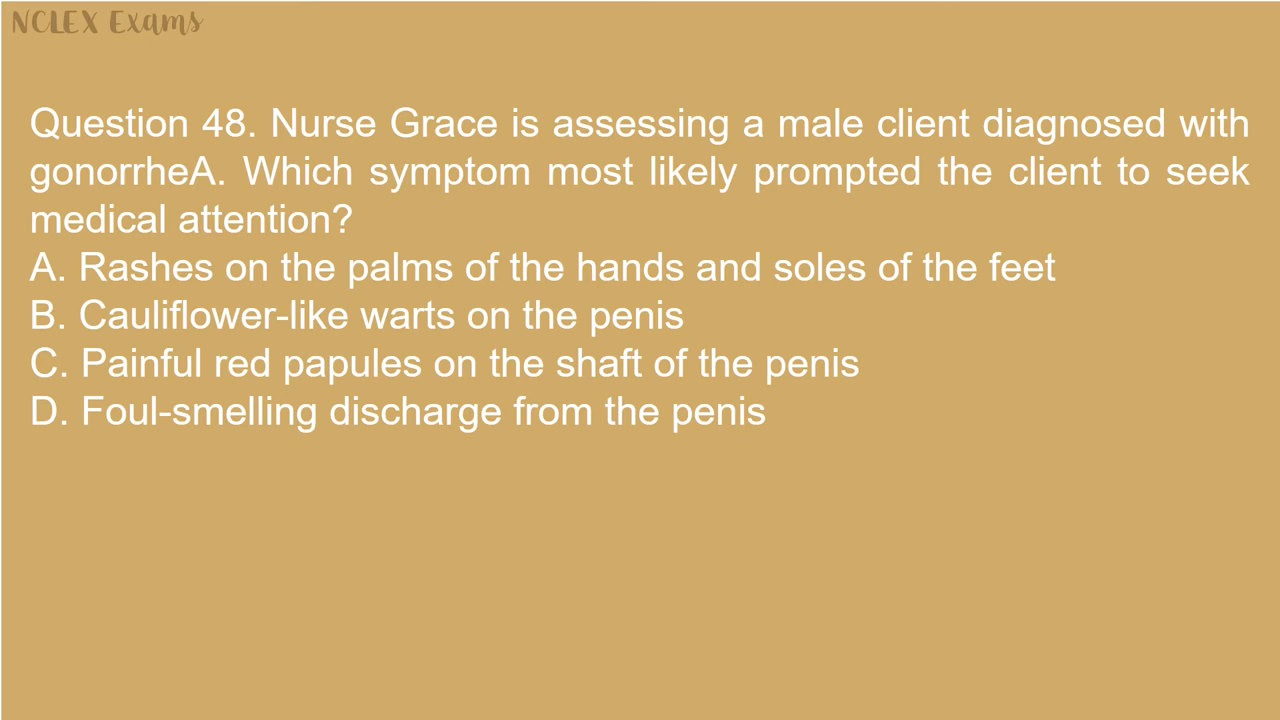 NCLEX Exams
Question 48. Nurse Grace is assessing a male client diagnosed with
gonorrheA. Which symptom most likely prompted the client to seek
medical attention?
A. Rashes on the palms of the hands and soles of the feet
B. Cauliflower-like warts on the penis
C. Painful red papules on the shaft of the penis
D. Foul-smelling discharge from the penis